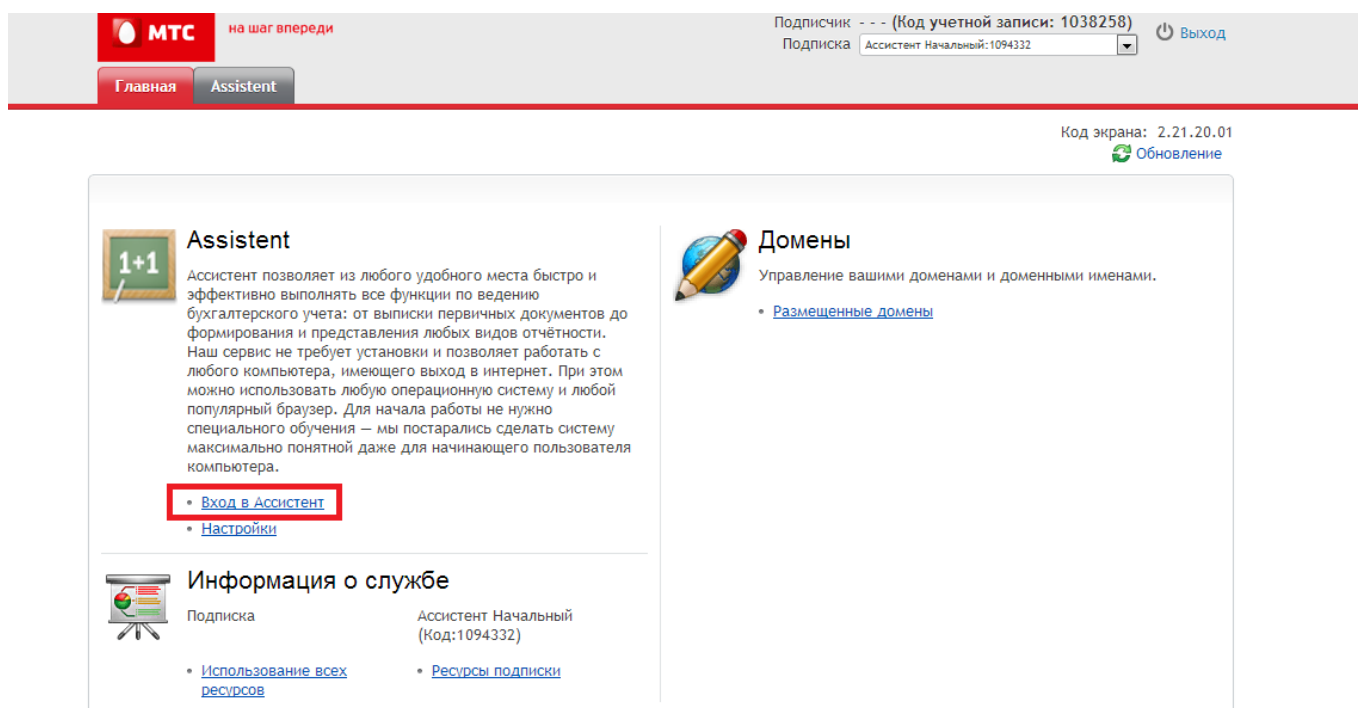 МТС
на шаг впереди
Подписчик - - - (Код учетной записи: 1038258)
Подписка Ассистент Начальный:1094332
Выход
Главная
Assistent
Код экрана: 2.21.20.01
Обновление
1+1
Assistent
Ассистент позволяет из любого удобного места быстро и
эффективно выполнять все функции по ведению
бухгалтерского учета: от выписки первичных документов до
формирования и представления любых видов отчётности.
Наш сервис не требует установки и позволяет работать с
любого компьютера, имеющего выход в интернет. При этом
можно использовать любую операционную систему и любой
популярный браузер. Для начала работы не нужно
специального обучения — мы постарались сделать систему
максимально понятной даже для начинающего пользователя
компьютера.
• Вход в Ассистент
• Настройки
Домены
Управление вашими доменами и доменными именами.
• Размещенные домены
Информация о службе
Подписка
Ассистент Начальный
(Код:1094332)
• Использование всех
ресурсов
• Ресурсы подписки